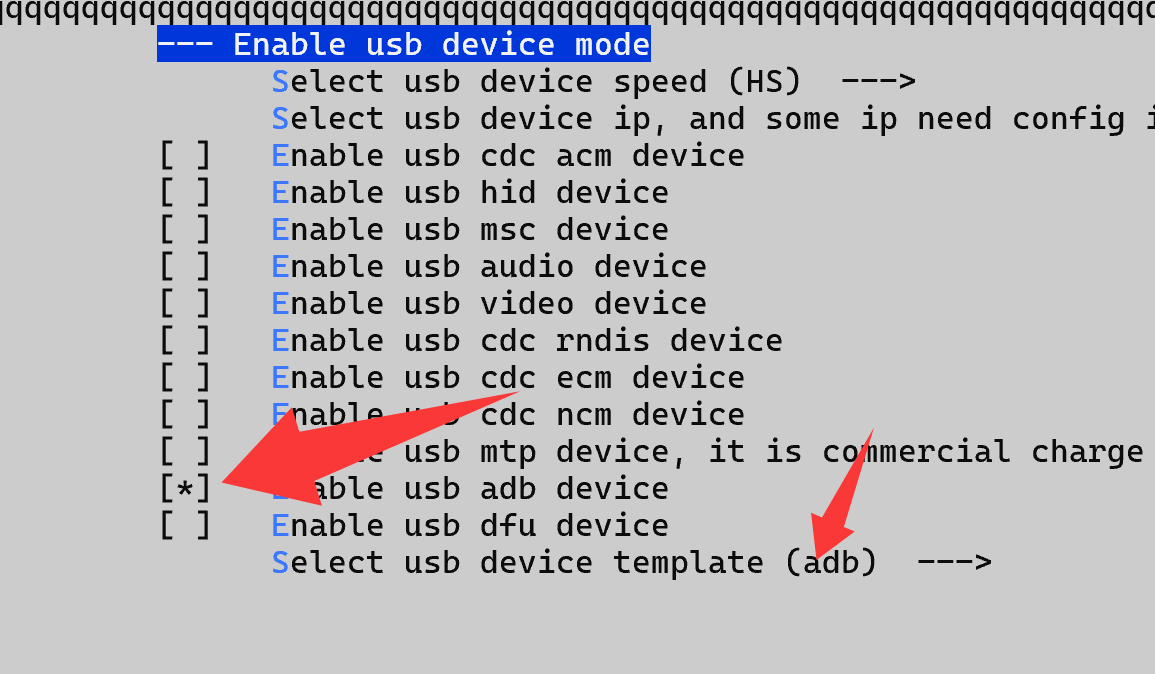 qqqqqqqqqqqqqqqqqqqqqqqqqqqqqqqqqqqqqqqqqqqqqqqqqqqqqqqqqqqqq
--- Enable usb device mode
Select usb device speed (HS)  --->
Select usb device ip, and some ip need config
[ ]   Enable usb cdc acm device
[ ]   Enable usb hid device
[ ]   Enable usb msc device
[ ]   Enable usb audio device
[ ]   Enable usb video device
[ ]   Enable usb cdc rndis device
[ ]   Enable usb cdc ecm device
[ ]   Enable usb cdc ncm device
[ ]   Enable usb mtp device, it is commercial charge
[*]   Enable usb adb device
[ ]   Enable usb dfu device
Select usb device template (adb)  --->